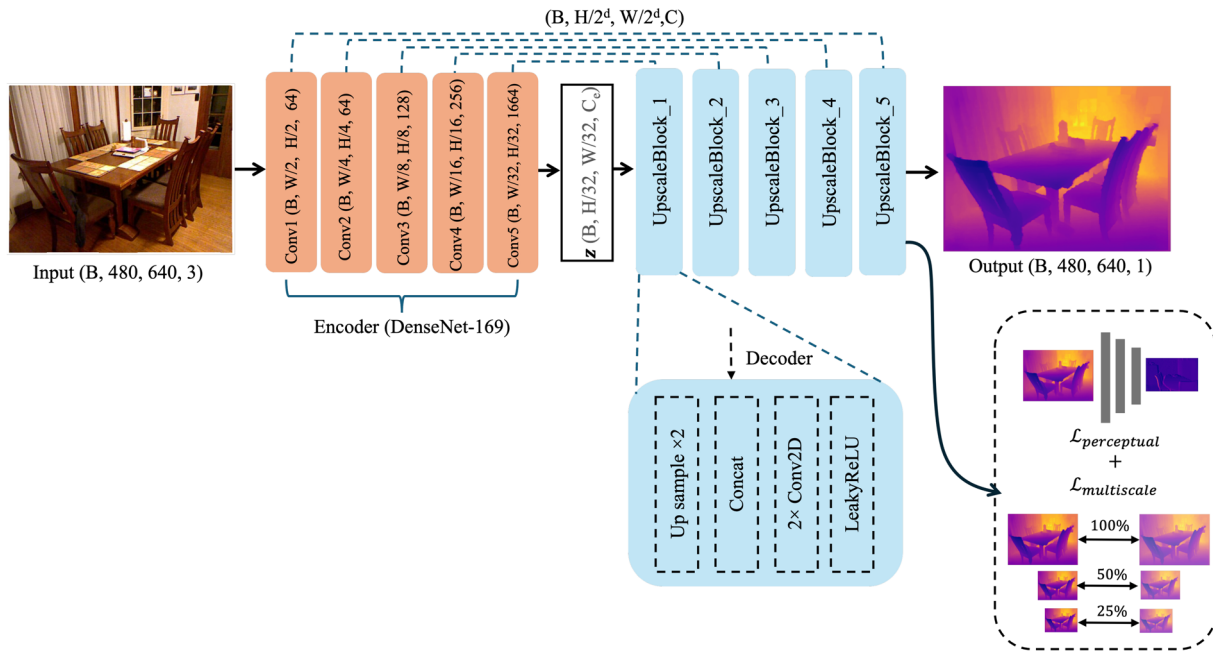 (B, H/2ᵈ, W/2ᵈ,C)
Input (B, 480, 640, 3)
Conv1 (B, W/2, H/2, 64)
Conv2 (B, W/4, H/4, 64)
Conv3 (B, W/8, H/8, 128)
Conv4 (B, W/16, H/16, 256)
Conv5 (B, W/32, H/32, 1664)
Encoder (DenseNet-169)
z (B, H/32, W/32, Cₑ)
UpscaleBlock_1
UpscaleBlock_2
UpscaleBlock_3
UpscaleBlock_4
UpscaleBlock_5
Output (B, 480, 640, 1)
Decoder
Up sample ×2
Concat
2× Conv2D
LeakyReLU
ℒperceptual
+
ℒmultiscale
100%
50%
25%